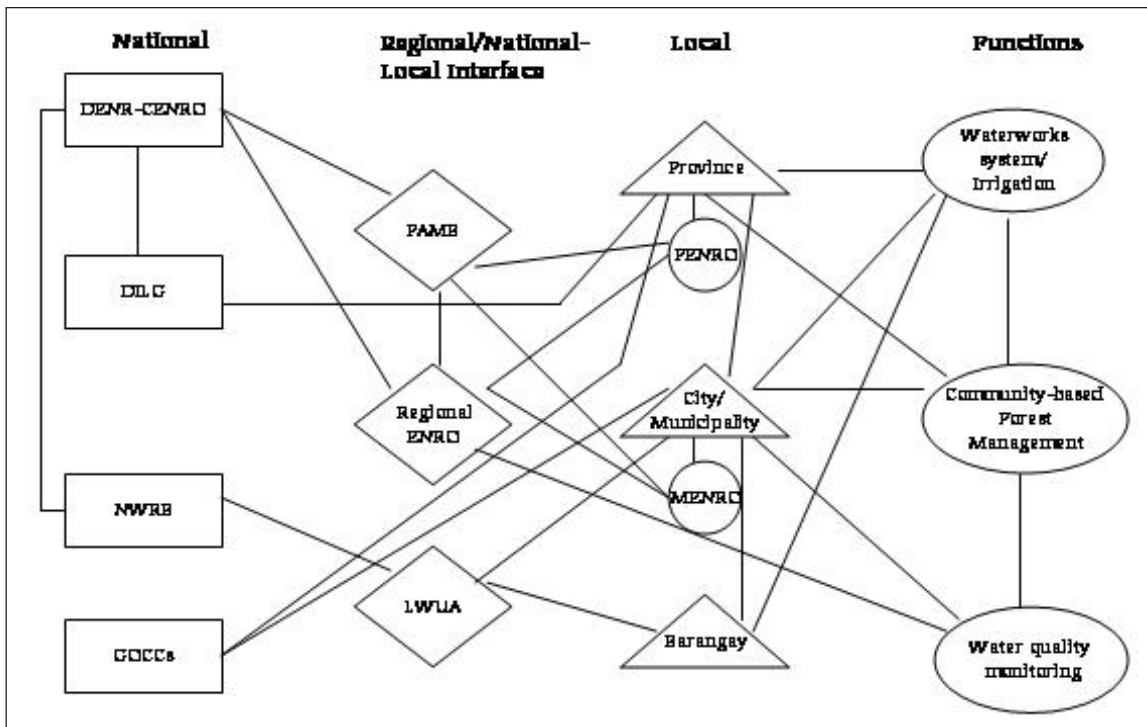 National
Regional/National-
Local Interface
Local
Functions
DENR-CENRO
Waterworks
system/
Irrigation
Province
PAMB
PENRO
DILG
Regional
ENRO
City/
Municipality
Community-based
Forest
Management
NWRB
MENRO
LWUA
GOCCs
Barangay
Water quality
monitoring